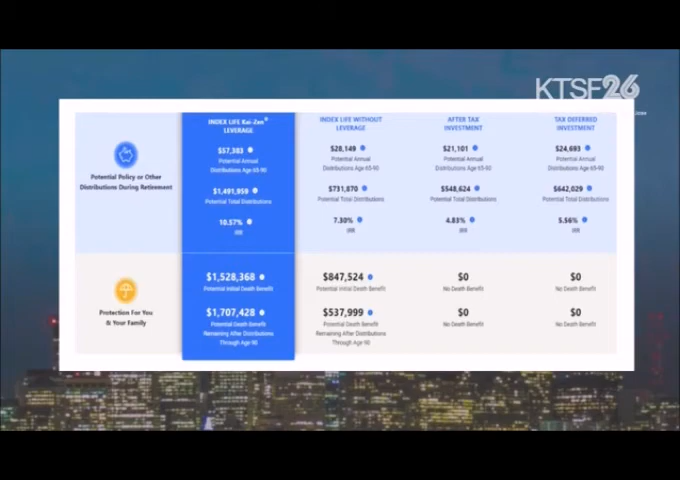 KTSF26
INDEX LIFE Kai-Zen®
LEVERAGE
INDEX LIFE WITHOUT
LEVERAGE
AFTER TAX
INVESTMENT
TAX DEFERRED
INVESTMENT
Potential Policy or Other
Distributions During Retirement
$57,383
Potential Annual
Distributions Age 65-90
$28,149
Potential Annual
Distributions Age 65-90
$21,101
Potential Annual
Distributions Age 65-90
$24,693
Potential Annual
Distributions Age 65-90
$1,491,959
Potential Total Distributions
$731,870
Potential Total Distributions
$548,624
Potential Total Distributions
$642,029
Potential Total Distributions
10.57%
IRR
7.30%
IRR
4.83%
IRR
5.56%
IRR
Protection For You
& Your Family
$1,528,368
Potential Initial Death Benefit
$847,524
Potential Initial Death Benefit
$0
No Death Benefit
$0
No Death Benefit
$1,707,428
Potential Death Benefit
Remaining After Distributions
Through Age 90
$537,999
Potential Death Benefit
Remaining After Distributions
Through Age 90
$0
No Death Benefit
$0
No Death Benefit